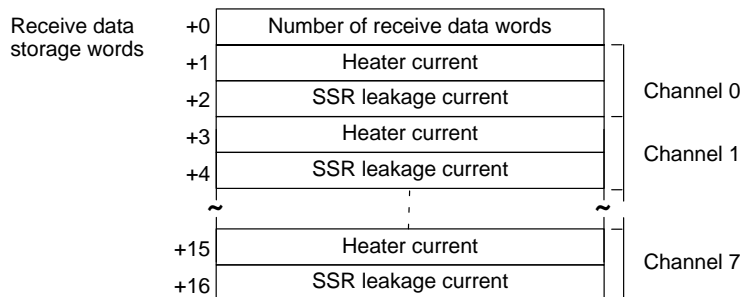 Receive data
storage words
+0 Number of receive data words
+1 Heater current
+2 SSR leakage current
Channel 0
+3 Heater current
+4 SSR leakage current
Channel 1
~ ~
+15 Heater current
+16 SSR leakage current
Channel 7